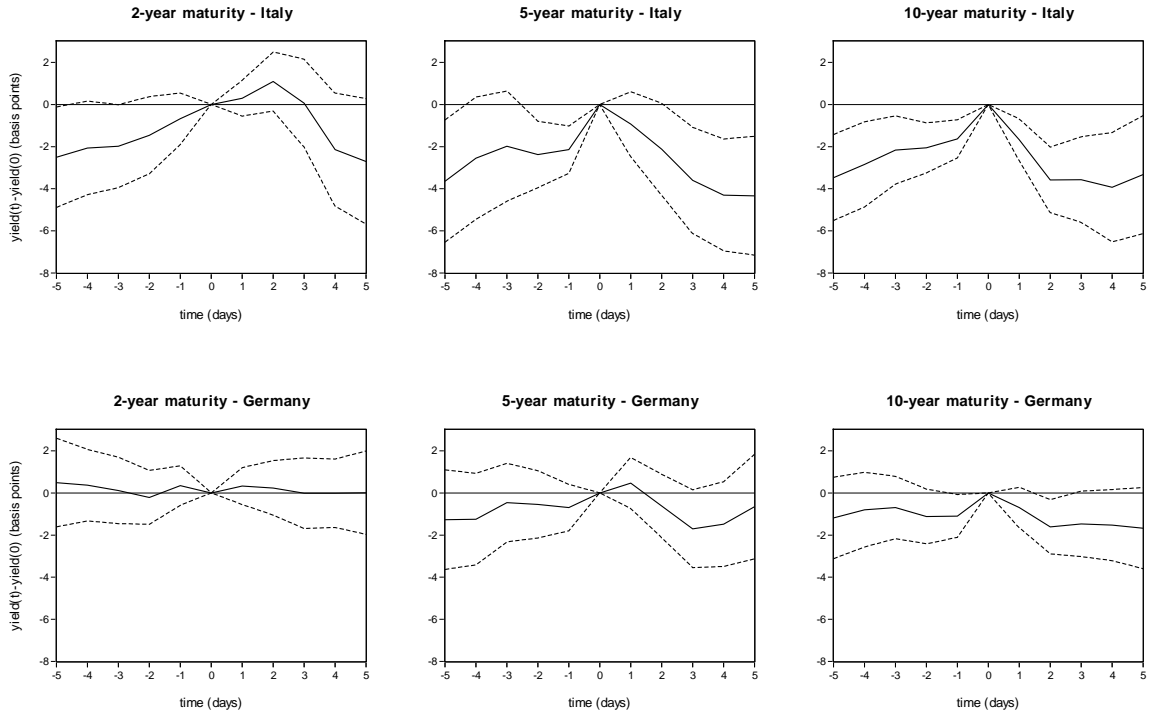 2-year maturity - Italy
5-year maturity - Italy
10-year maturity - Italy
yield(t)-yield(0) (basis points)
2
0
-2
-4
-6
-8
-5 -4 -3 -2 -1 0 1 2 3 4 5
time (days)
2
0
-2
-4
-6
-8
-5 -4 -3 -2 -1 0 1 2 3 4 5
time (days)
2
0
-2
-4
-6
-8
-5 -4 -3 -2 -1 0 1 2 3 4 5
time (days)
2-year maturity - Germany
5-year maturity - Germany
10-year maturity - Germany
yield(t)-yield(0) (basis points)
2
0
-2
-4
-6
-8
-5 -4 -3 -2 -1 0 1 2 3 4 5
time (days)
2
0
-2
-4
-6
-8
-5 -4 -3 -2 -1 0 1 2 3 4 5
time (days)
2
0
-2
-4
-6
-8
-5 -4 -3 -2 -1 0 1 2 3 4 5
time (days)